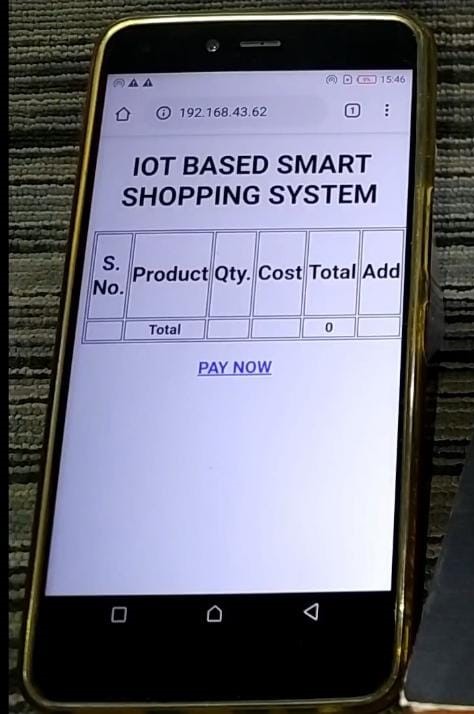 15:46
192.168.43.62
1
IOT BASED SMART
SHOPPING SYSTEM
S. No. Product Qty. Cost Total Add
Total 0
PAY NOW